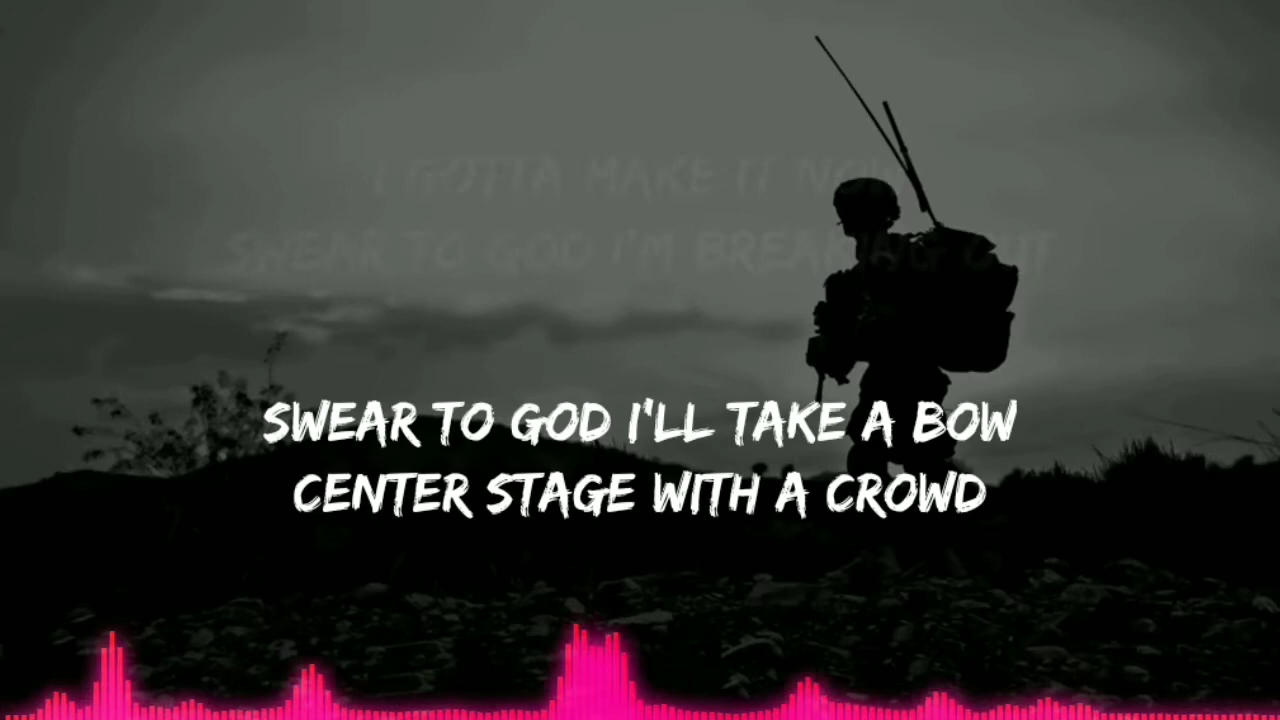 I GOTTA MAKE IT NOW
SWEAR TO GOD I'M BREAKING OUT
SWEAR TO GOD I'LL TAKE A BOW
CENTER STAGE WITH A CROWD